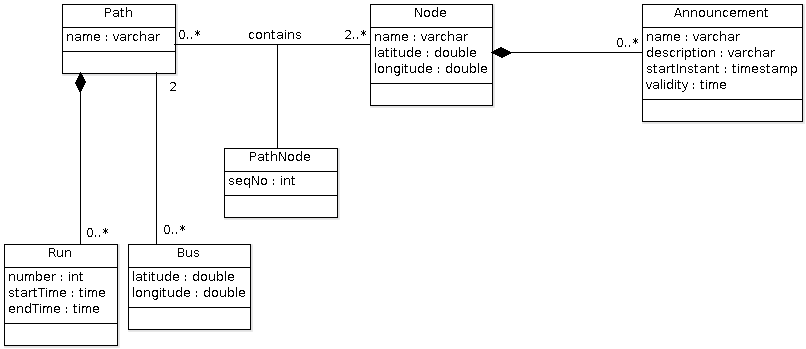 Path
name : varchar
0..*
contains
2..*
2
Node
name : varchar
latitude : double
longitude : double
0..*
Announcement
name : varchar
description : varchar
startInstant : timestamp
validity : time
PathNode
seqNo : int
0..*
0..*
Run
number : int
startTime : time
endTime : time
Bus
latitude : double
longitude : double